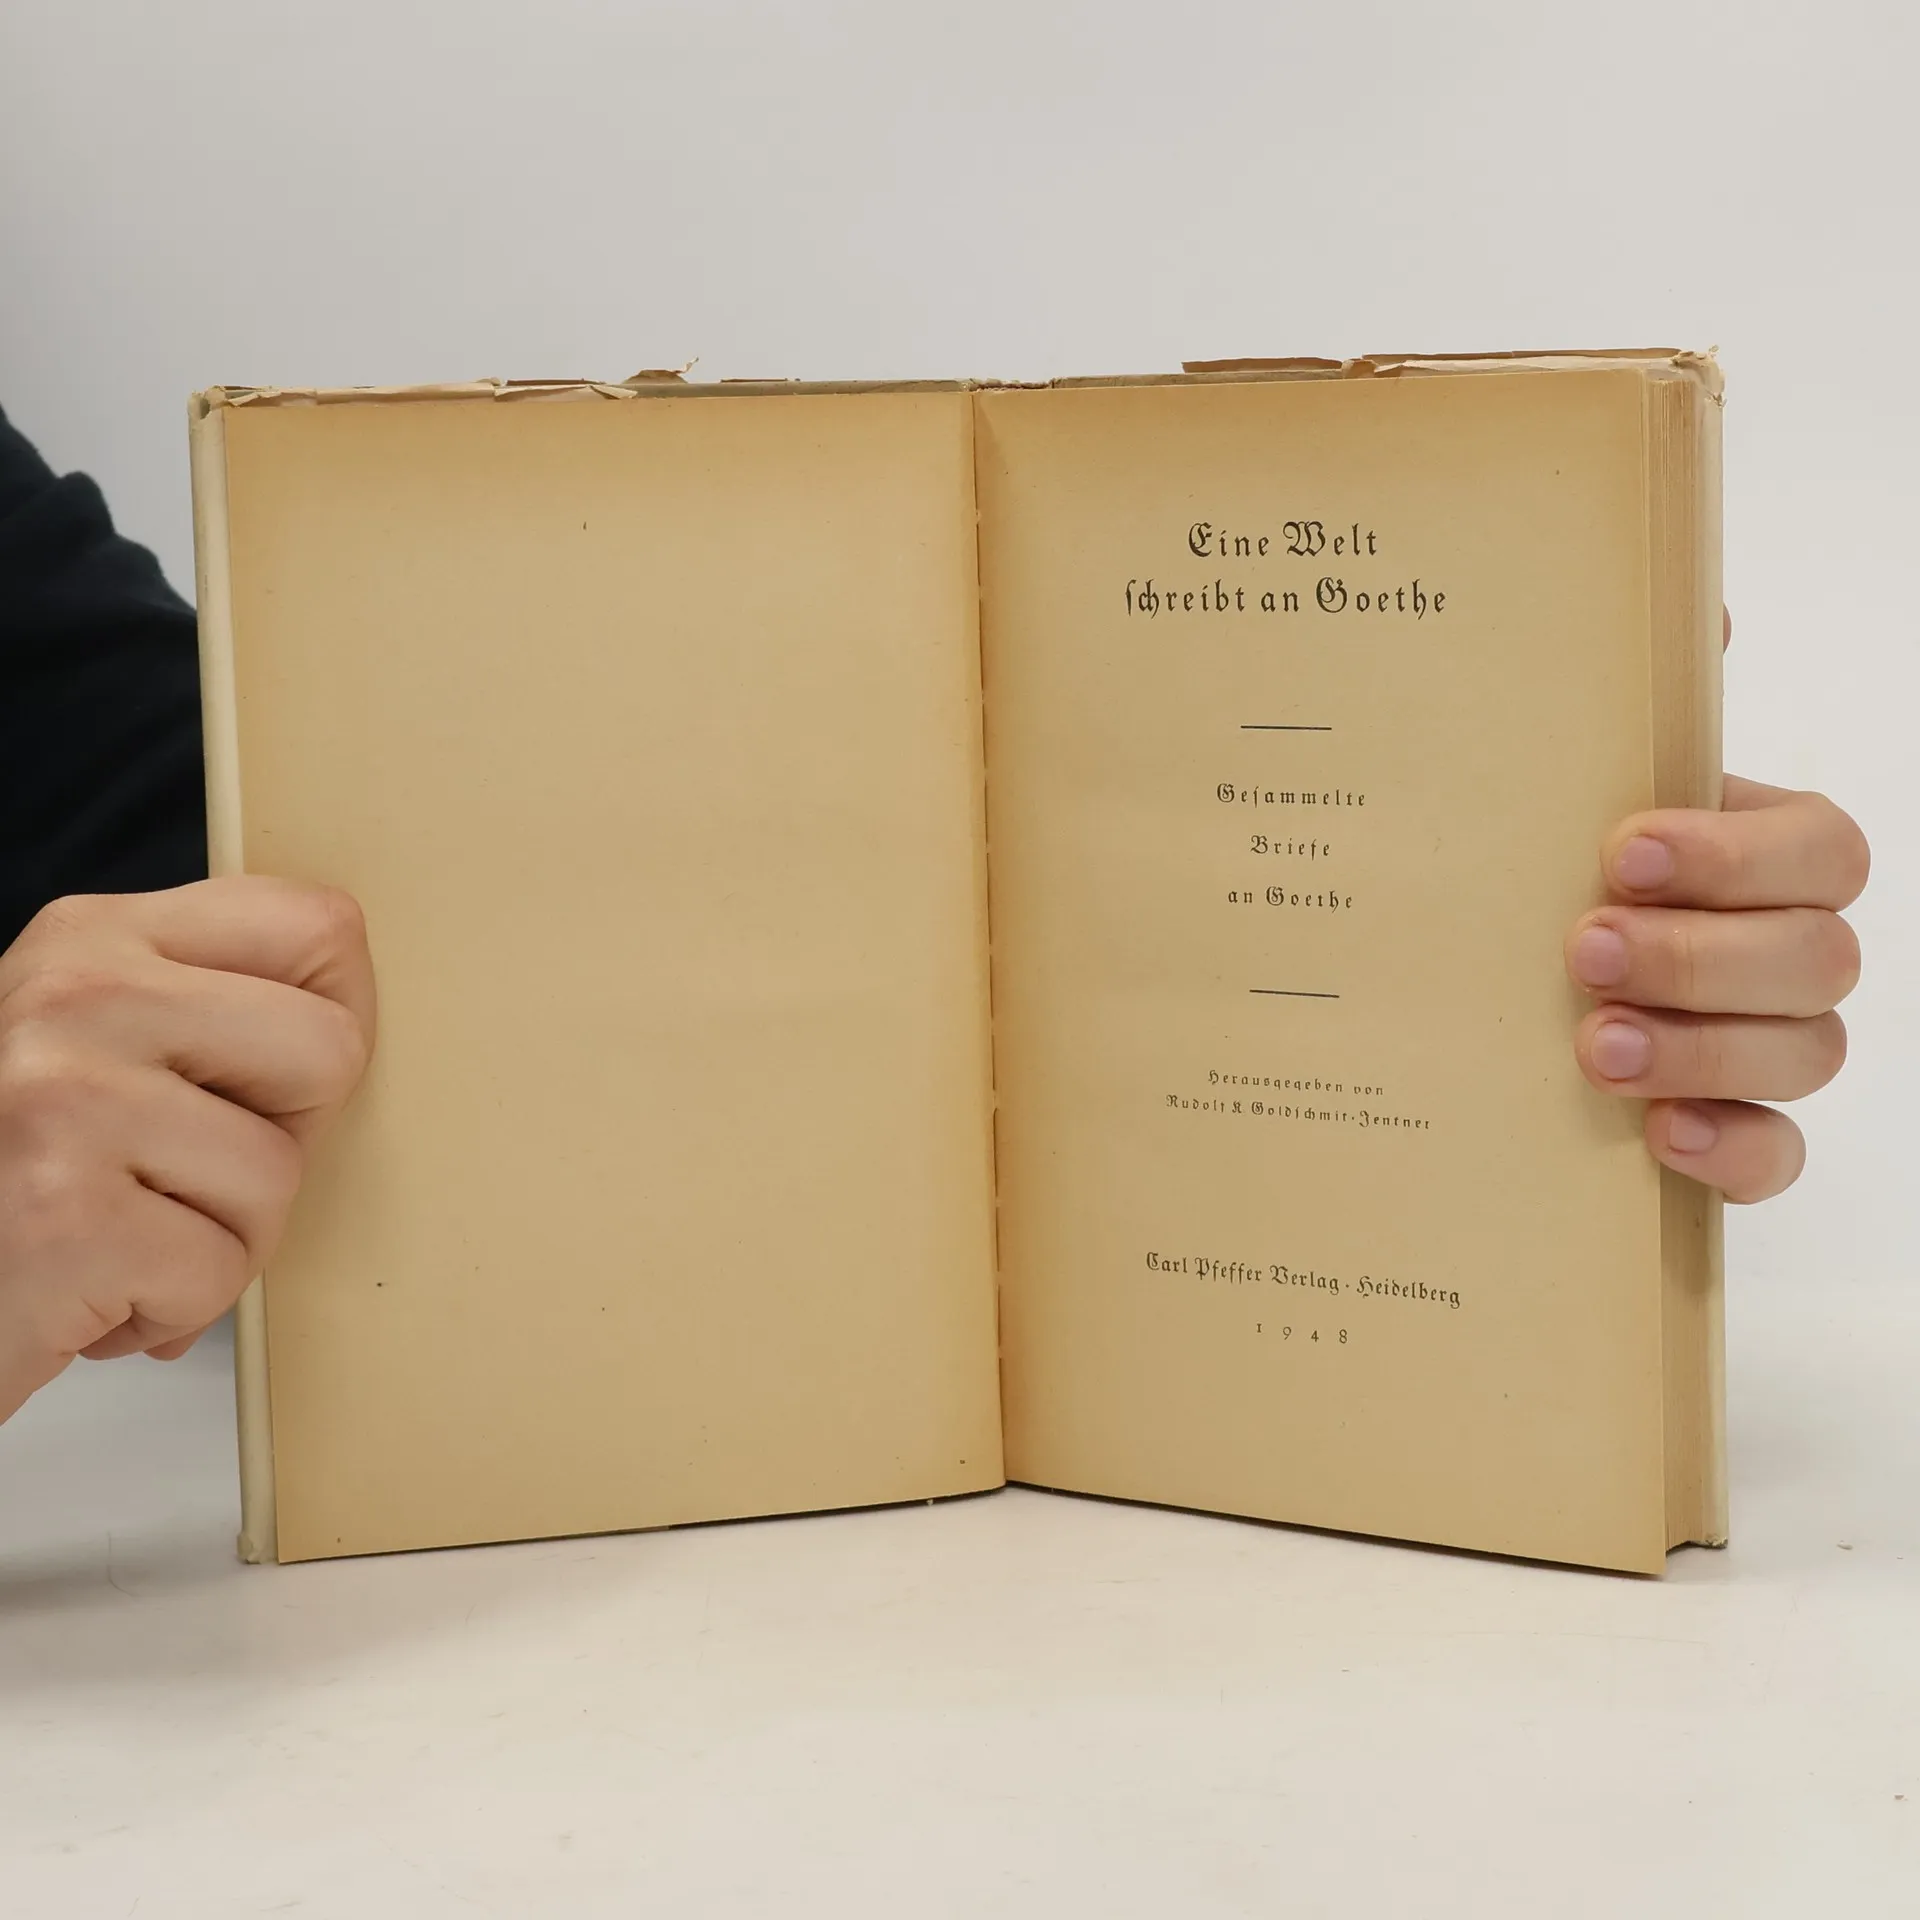 Eine Welt
ſchreibt an Goethe
Geſammelte
Briefe
an Goethe
Herausgegeben von
Rudolf K. Goldſchmit-Jentner
Carl Pfeffer Verlag · Heidelberg
1948